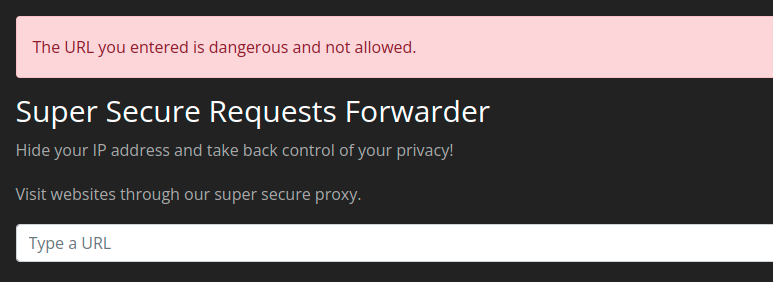 The URL you entered is dangerous and not allowed.
Super Secure Requests Forwarder
Hide your IP address and take back control of your privacy!
Visit websites through our super secure proxy.
Type a URL